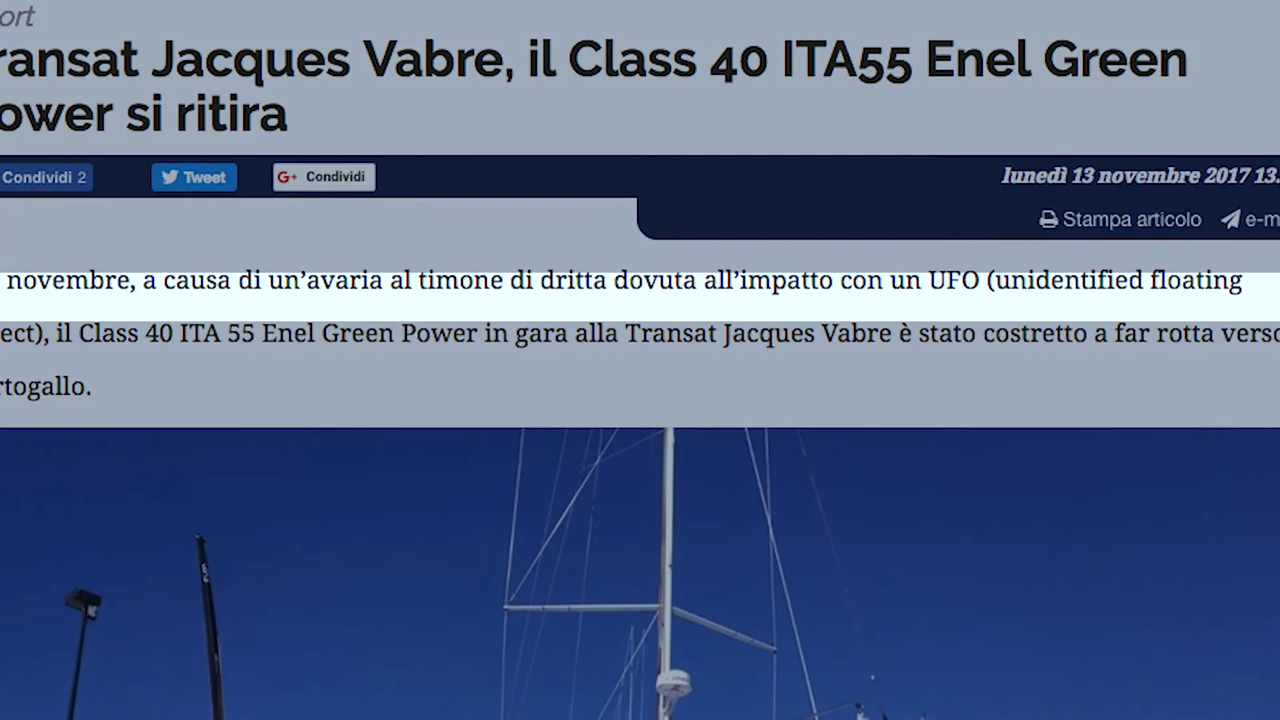 ort
ransat Jacques Vabre, il Class 40 ITA55 Enel Green
ower si ritira
Condividi 2
Tweet
G+ Condividi
lunedì 13 novembre 2017 13.
Stampa articolo
e-m
novembre, a causa di un'avaria al timone di dritta dovuta all'impatto con un UFO (unidentified floating
ect), il Class 40 ITA 55 Enel Green Power in gara alla Transat Jacques Vabre è stato costretto a far rotta verso
rtogallo.